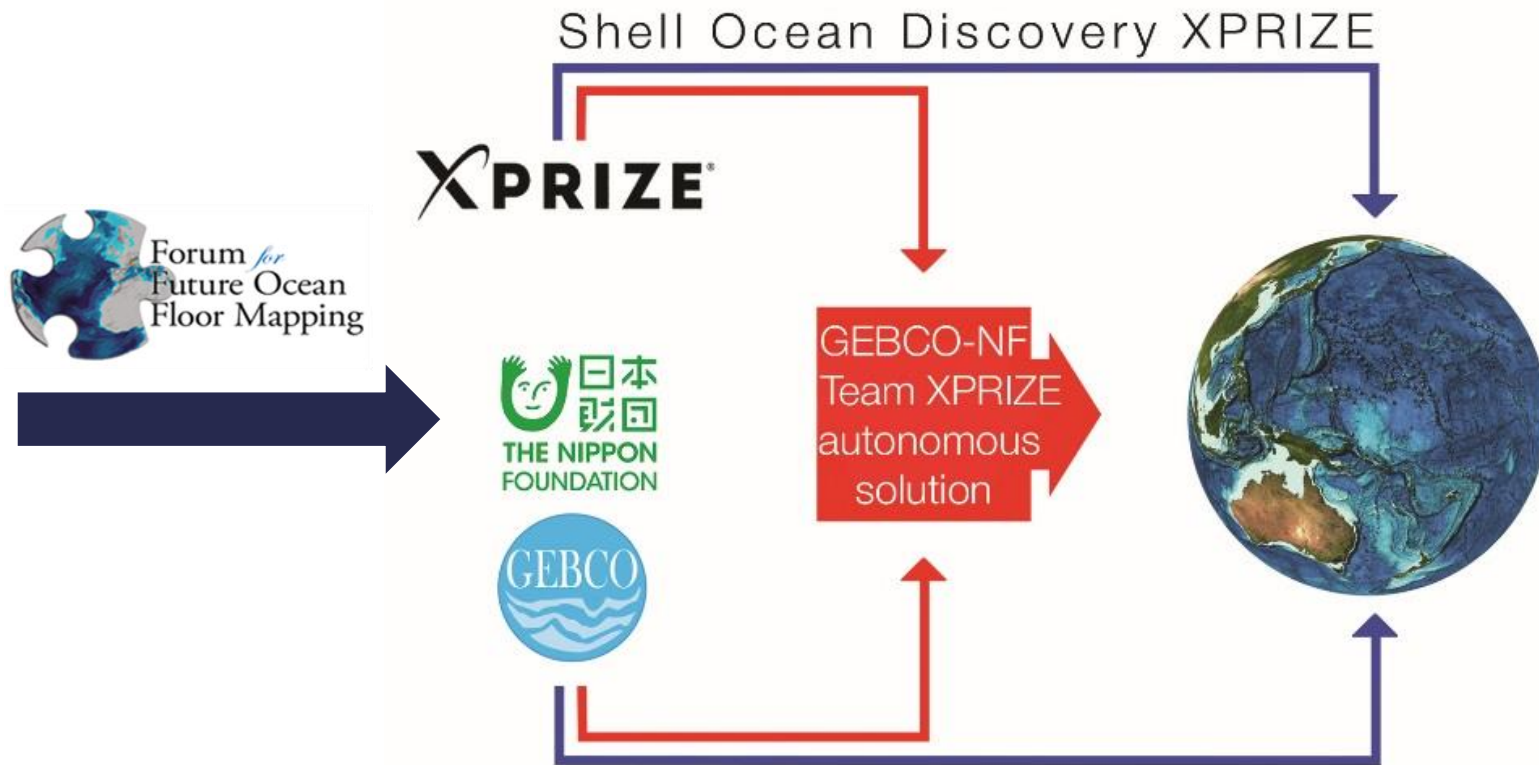 Shell Ocean Discovery XPRIZE
XPRIZE®
Forum for
Future Ocean
Floor Mapping
日本
財団
THE NIPPON
FOUNDATION
GEBCO
GEBCO-NF
Team XPRIZE
autonomous
solution